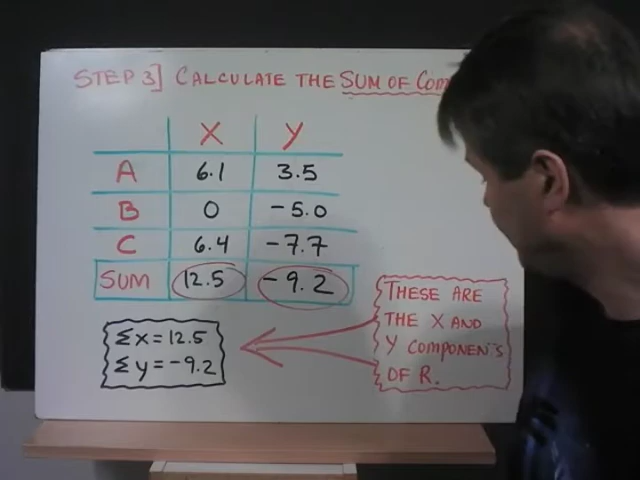 STEP 3] CALCULATE THE SUM OF
X Y
A 6.1 3.5
B 0 -5.0
C 6.4 -7.7
SUM 12.5 -9.2
Σx = 12.5
Σy = -9.2
THESE ARE
THE X AND
Y COMPONENTS
OF R.